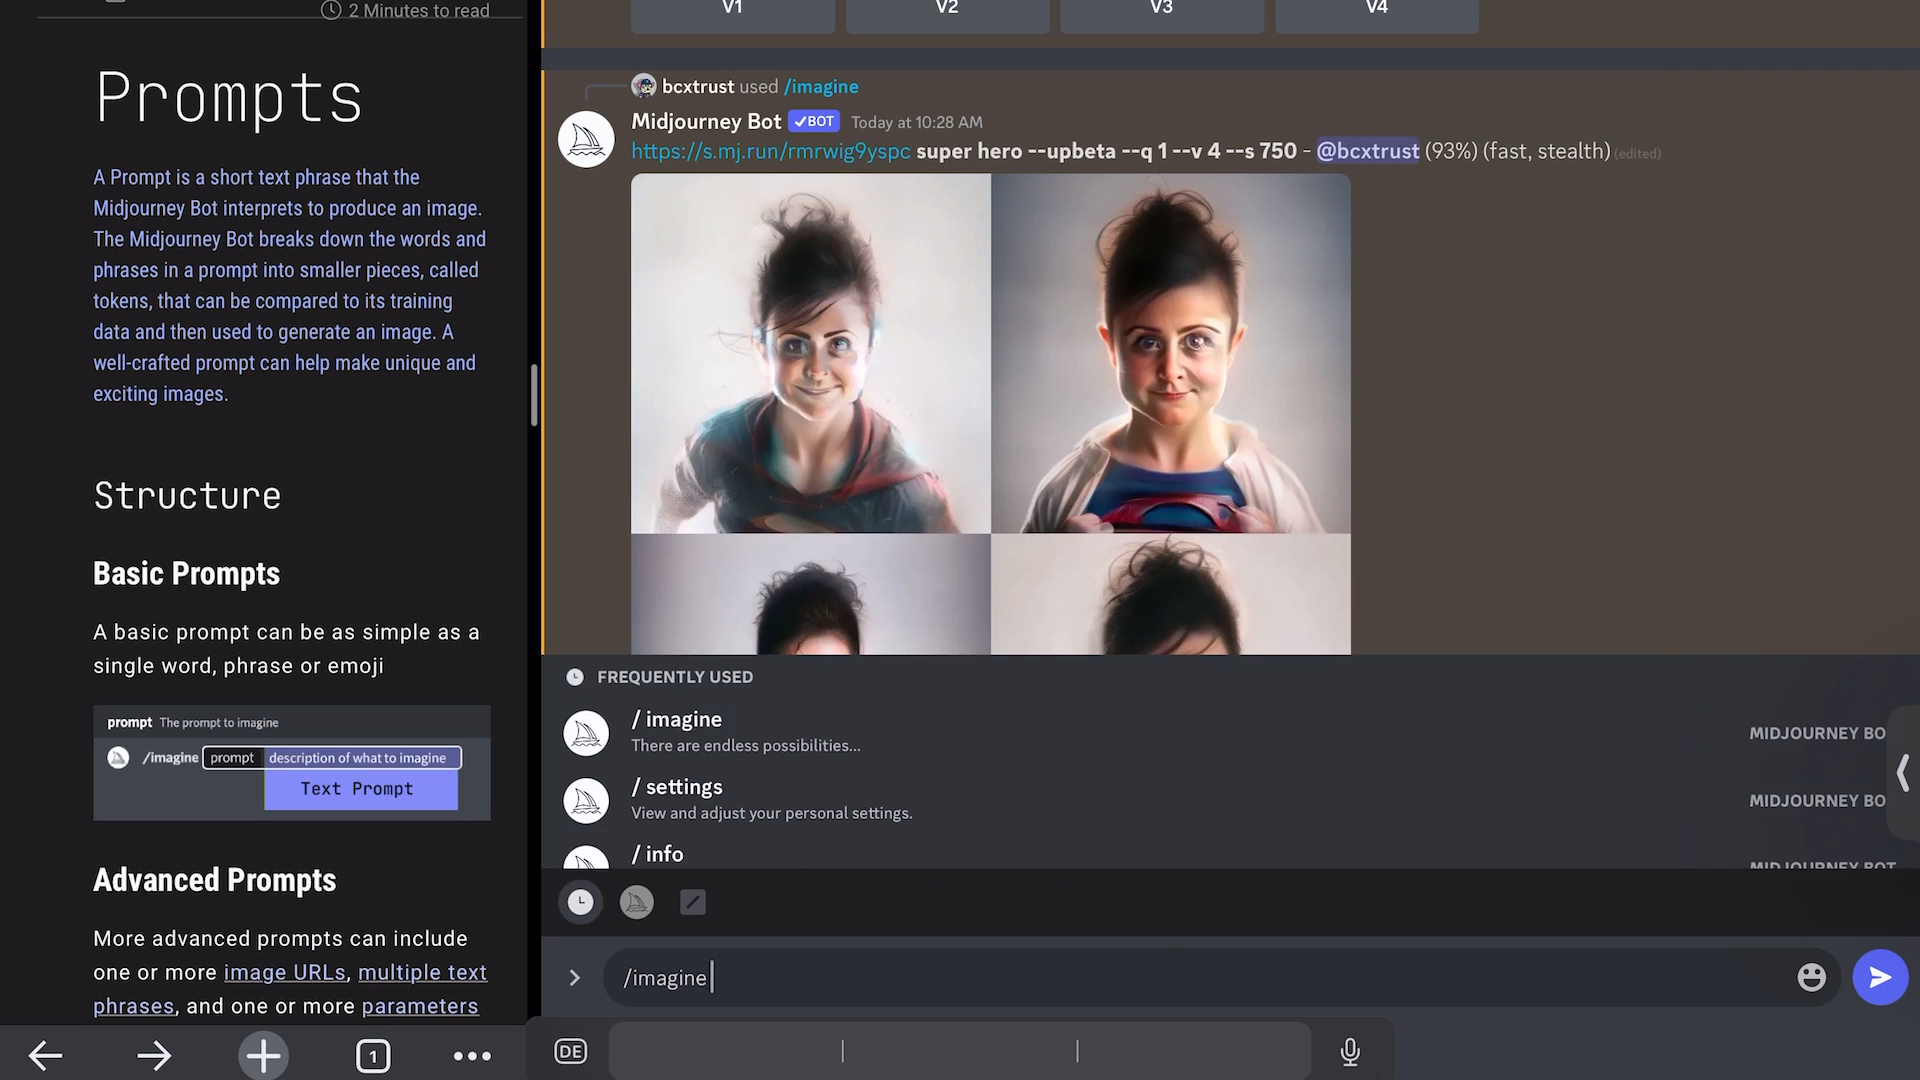 2 Minutes to read
Prompts
A Prompt is a short text phrase that the
Midjourney Bot interprets to produce an image.
The Midjourney Bot breaks down the words and
phrases in a prompt into smaller pieces, called
tokens, that can be compared to its training
data and then used to generate an image. A
well-crafted prompt can help make unique and
exciting images.
Structure
Basic Prompts
A basic prompt can be as simple as a
single word, phrase or emoji
prompt The prompt to imagine
/imagine prompt description of what to imagine
Text Prompt
Advanced Prompts
More advanced prompts can include
one or more image URLs, multiple text
phrases, and one or more parameters
1
V1 V2 V3 V4
bcxtrust used /imagine
Midjourney Bot ✓BOT Today at 10:28 AM
https://s.mj.run/rmrwig9yspc super hero --upbeta --q 1 --v 4 --s 750 - @bcxtrust (93%) (fast, stealth) (edited)
FREQUENTLY USED
/ imagine
There are endless possibilities...
MIDJOURNEY BO
/ settings
View and adjust your personal settings.
MIDJOURNEY BO
/ info
MIDJOURNEY BOT
/imagine
DE